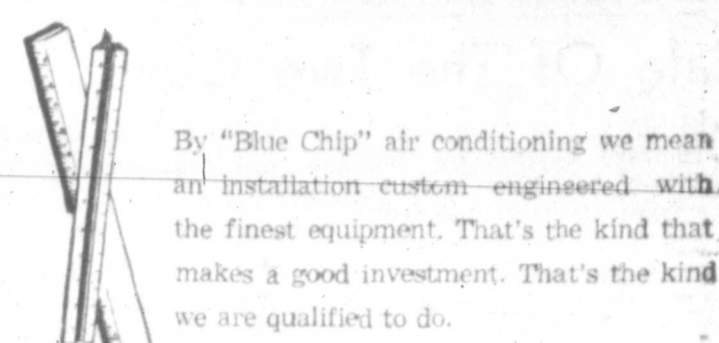 By "Blue Chip" air conditioning we mean
an installation custom engineered with
the finest equipment. That's the kind that
makes a good investment. That's the kind
we are qualified to do.